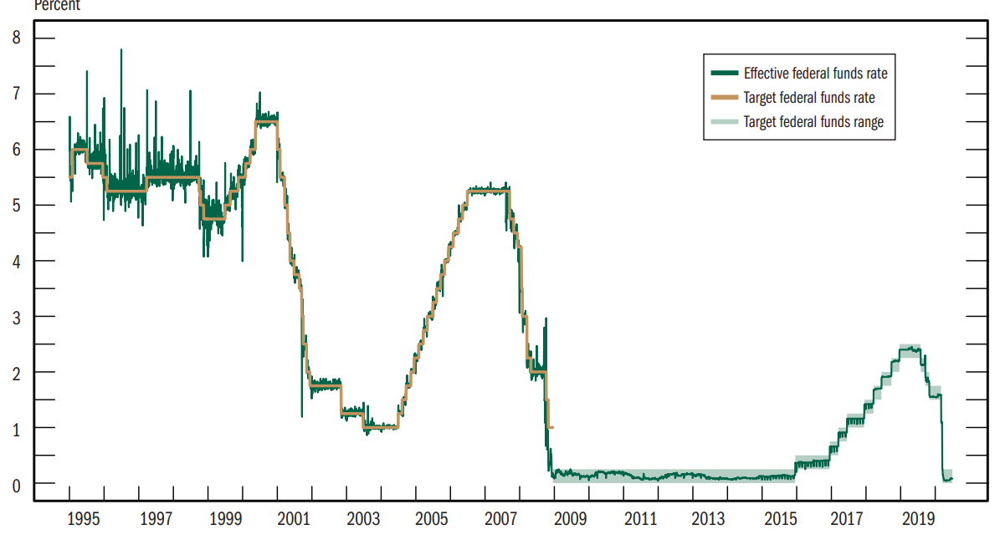 Percent
8
7
6
5
4
3
2
1
0
Effective federal funds rate
Target federal funds rate
Target federal funds range
1995 1997 1999 2001 2003 2005 2007 2009 2011 2013 2015 2017 2019